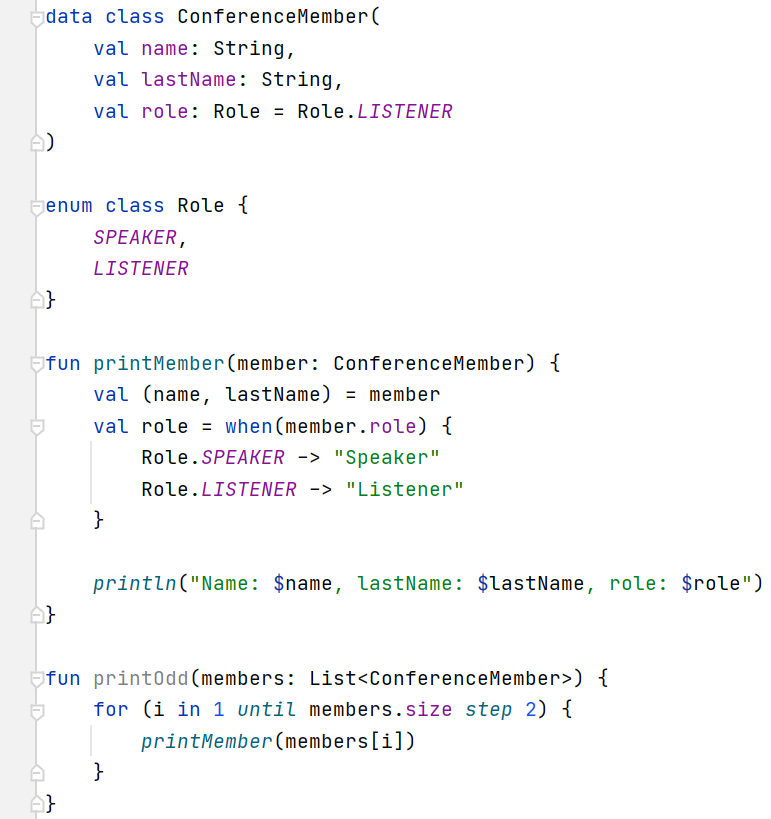 data class ConferenceMember(
    val name: String,
    val lastName: String,
    val role: Role = Role.LISTENER
)

enum class Role {
    SPEAKER,
    LISTENER
}

fun printMember(member: ConferenceMember) {
    val (name, lastName) = member
    val role = when(member.role) {
        Role.SPEAKER -> "Speaker"
        Role.LISTENER -> "Listener"
    }

    println("Name: $name, lastName: $lastName, role: $role")
}

fun printOdd(members: List<ConferenceMember>) {
    for (i in 1 until members.size step 2) {
        printMember(members[i])
    }
}